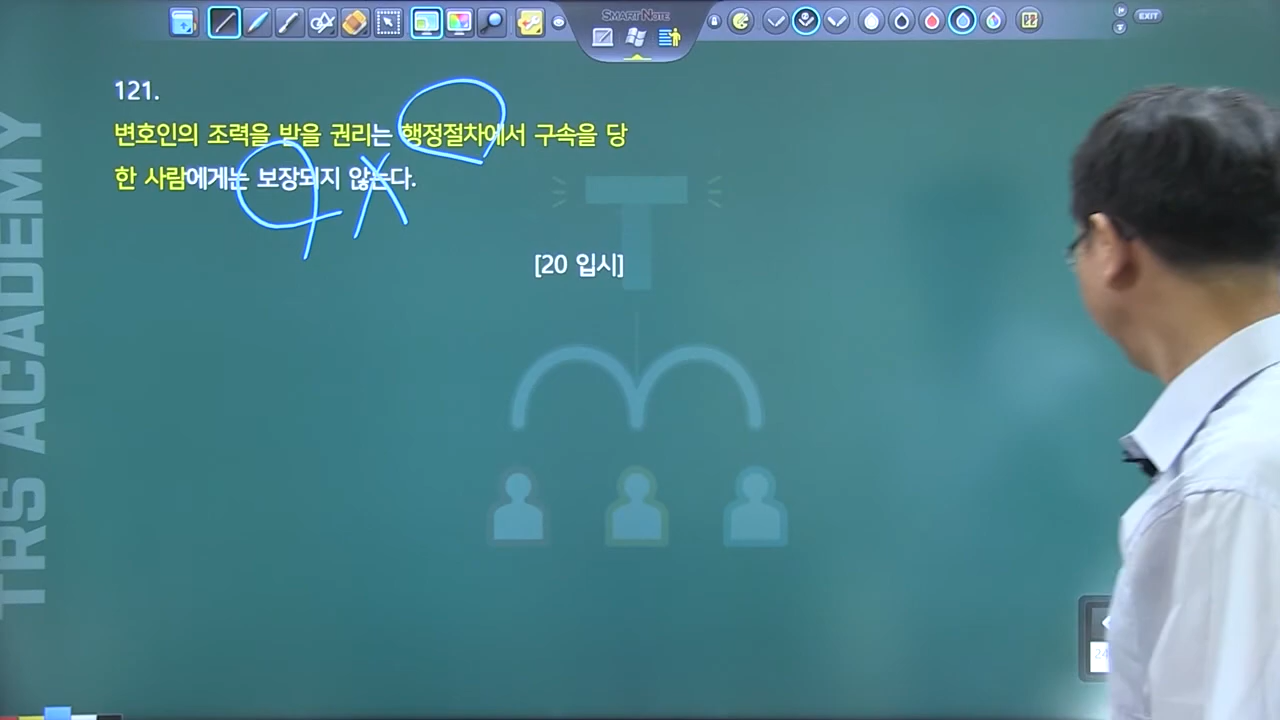 SMARTNOTE
EXIT
121.
변호인의 조력을 받을 권리는 행정절차에서 구속을 당
한 사람에게는 보장되지 않는다.
[20 입시]
TRS ACADEMY